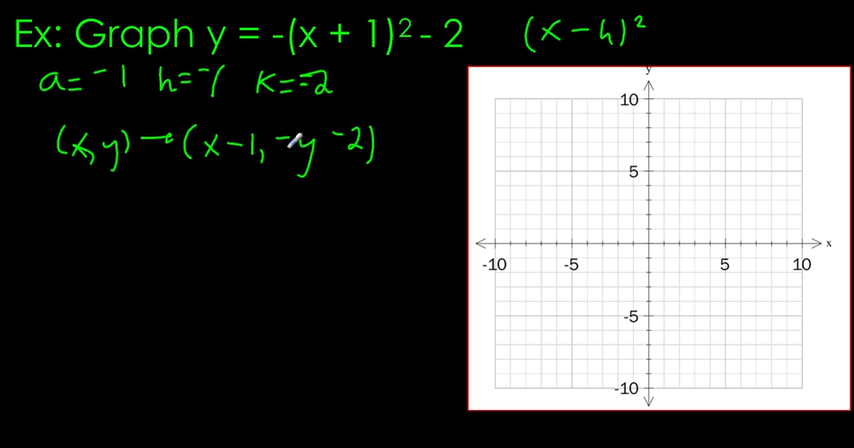 Ex: Graph y = -(x + 1)² - 2
(x - h)²
a = -1 h = -1 k = -2
(x, y) → (x - 1, -y - 2)
y
10
5
x
-10 -5 5 10
-5
-10